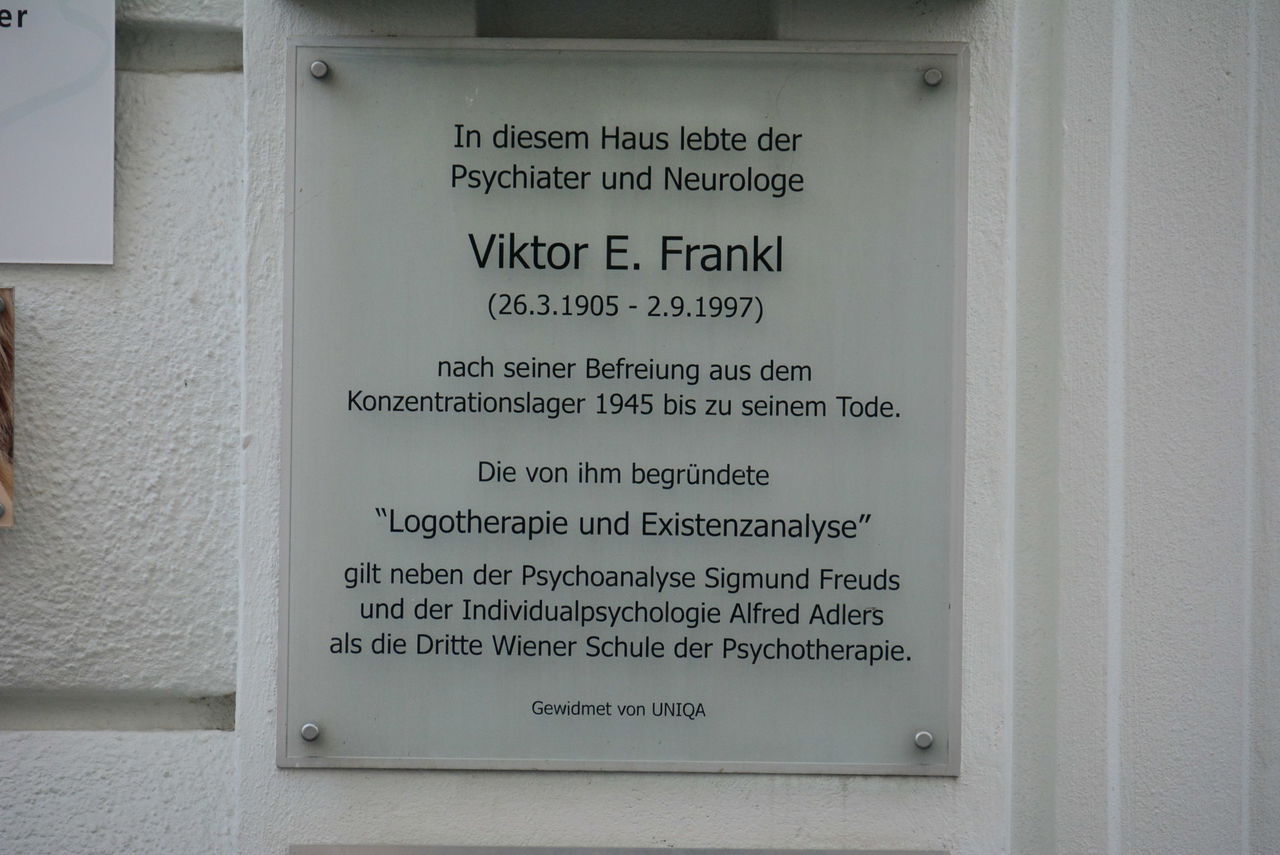 er
In diesem Haus lebte der
Psychiater und Neurologe
Viktor E. Frankl
(26.3.1905 - 2.9.1997)
nach seiner Befreiung aus dem
Konzentrationslager 1945 bis zu seinem Tode.
Die von ihm begründete
“Logotherapie und Existenzanalyse”
gilt neben der Psychoanalyse Sigmund Freuds
und der Individualpsychologie Alfred Adlers
als die Dritte Wiener Schule der Psychotherapie.
Gewidmet von UNIQA